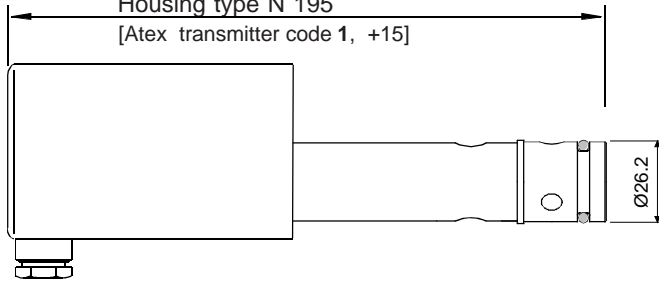 Housing type N 195
[Atex transmitter code 1, +15]
Ø26.2